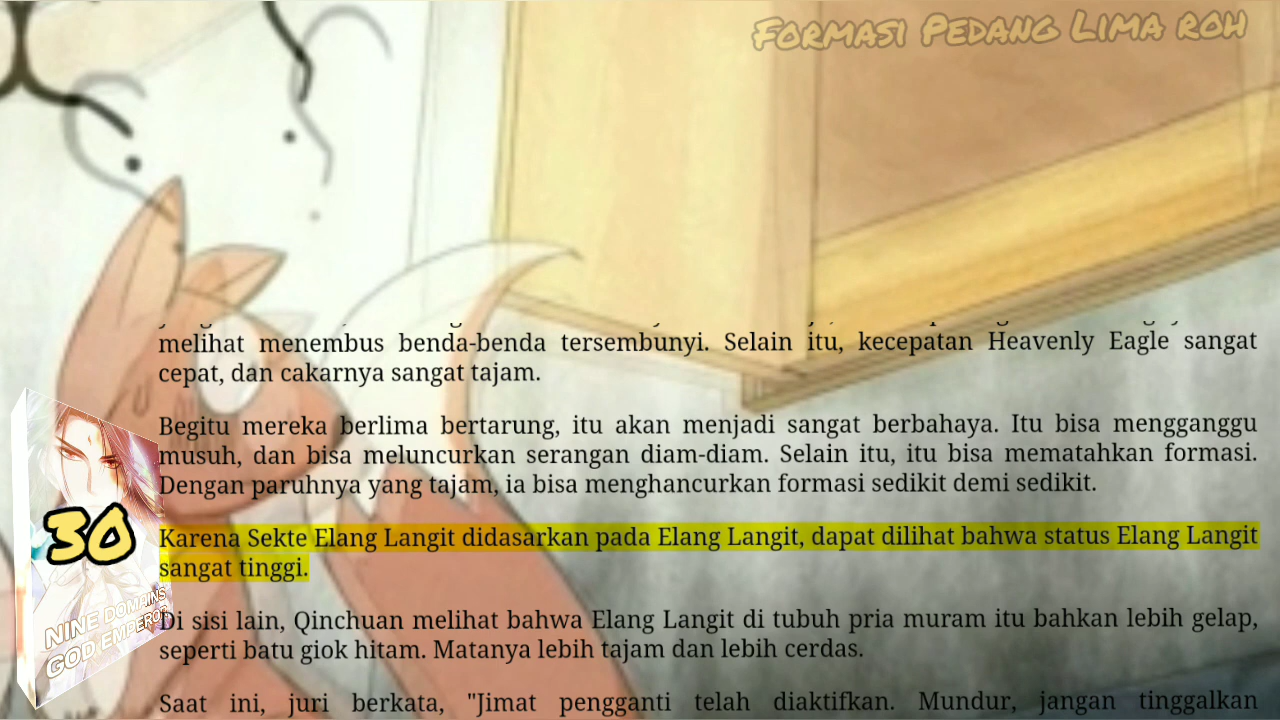 Formasi Pedang Lima roh
melihat menembus benda-benda tersembunyi. Selain itu, kecepatan Heavenly Eagle sangat
cepat, dan cakarnya sangat tajam.
Begitu mereka berlima bertarung, itu akan menjadi sangat berbahaya. Itu bisa mengganggu
musuh, dan bisa meluncurkan serangan diam-diam. Selain itu, itu bisa mematahkan formasi.
Dengan paruhnya yang tajam, ia bisa menghancurkan formasi sedikit demi sedikit.
Karena Sekte Elang Langit didasarkan pada Elang Langit, dapat dilihat bahwa status Elang Langit
sangat tinggi.
Di sisi lain, Qinchuan melihat bahwa Elang Langit di tubuh pria muram itu bahkan lebih gelap,
seperti batu giok hitam. Matanya lebih tajam dan lebih cerdas.
Saat ini, juri berkata, "Jimat pengganti telah diaktifkan. Mundur, jangan tinggalkan
30
NINE DOMAINS
GOD EMPEROR